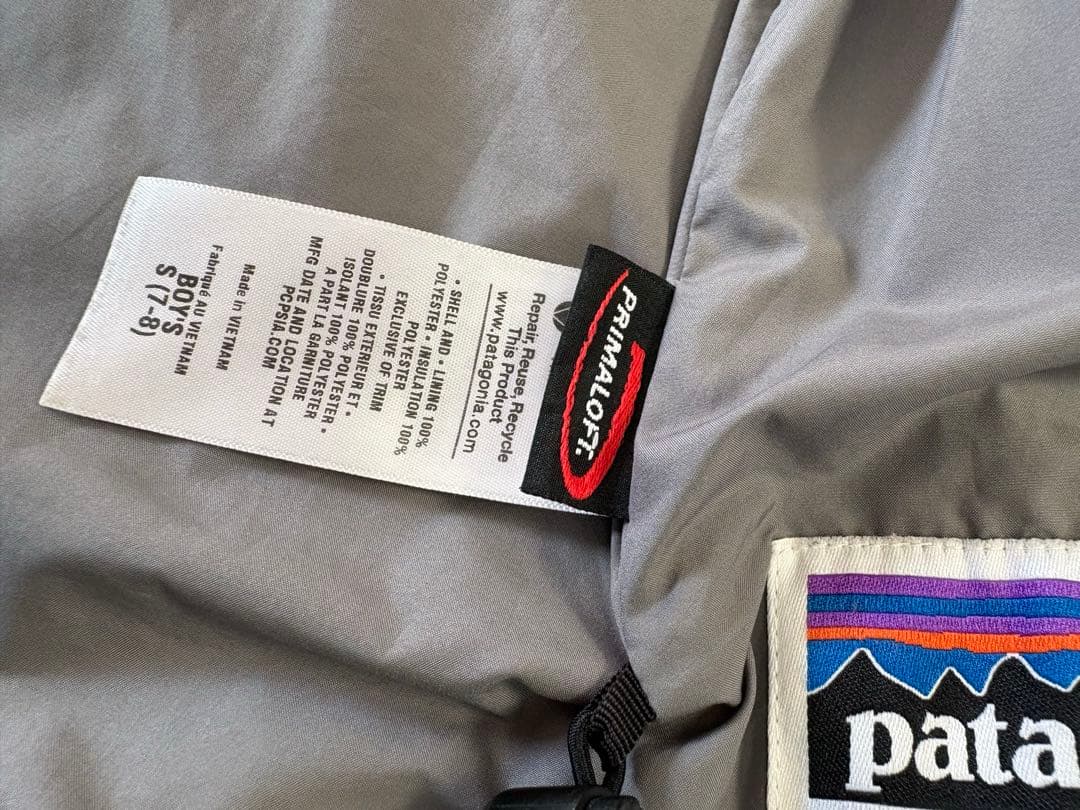 Repair, Reuse, Recycle
This Product
www.patagonia.com
• SHELL AND • LINING 100%
POLYESTER • INSULATION 100%
POLYESTER
EXCLUSIVE OF TRIM
• TISSU EXTERIEUR ET •
DOUBLURE 100% POLYESTER •
ISOLANT 100% POLYESTER
A PART LA GARNITURE
MFG DATE AND LOCATION AT
PCPSIA.COM
Made in VIETNAM
Fabriqué AU VIETNAM
BOY'S
S (7-8)
PRIMALOFT.
pata